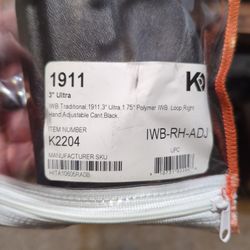 1911
K
3" Ultra
IWB Traditional,1911,3" Ultra,1.75" Polymer IWB Loop,Right
Hand,Adjustable Cant,Black
ITEM NUMBER
K2204
IWB-RH-ADJ
MANUFACTURER SKU
UPC